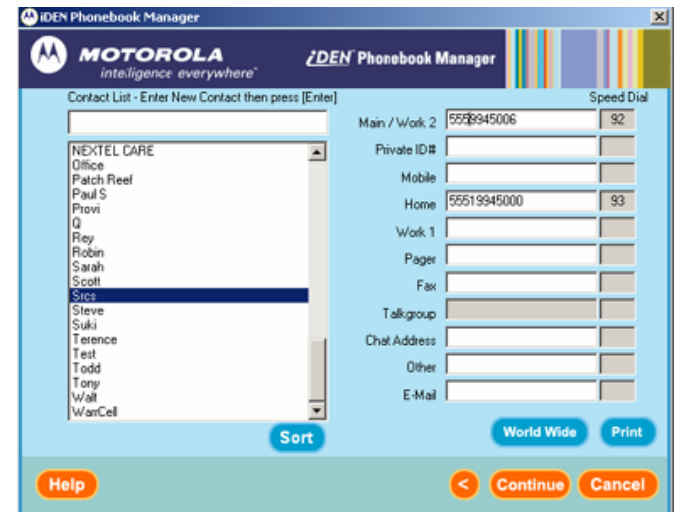 iDEN Phonebook Manager
MOTOROLA
intelligence everywhere™
iDEN™ Phonebook Manager
Contact List - Enter New Contact then press [Enter]
Speed Dial
NEXTEL CARE
Office
Patch Reef
Paul S
Provi
Q
Rey
Robin
Sarah
Scott
Srcs
Steve
Suki
Terence
Test
Todd
Tony
Walt
WarrCell
Sort
Main / Work 2 92
Private ID#
Mobile
Home 55519945000 93
Work 1
Pager
Fax
Talkgroup
Chat Address
Other
E-Mail
World Wide Print
Help < Continue Cancel